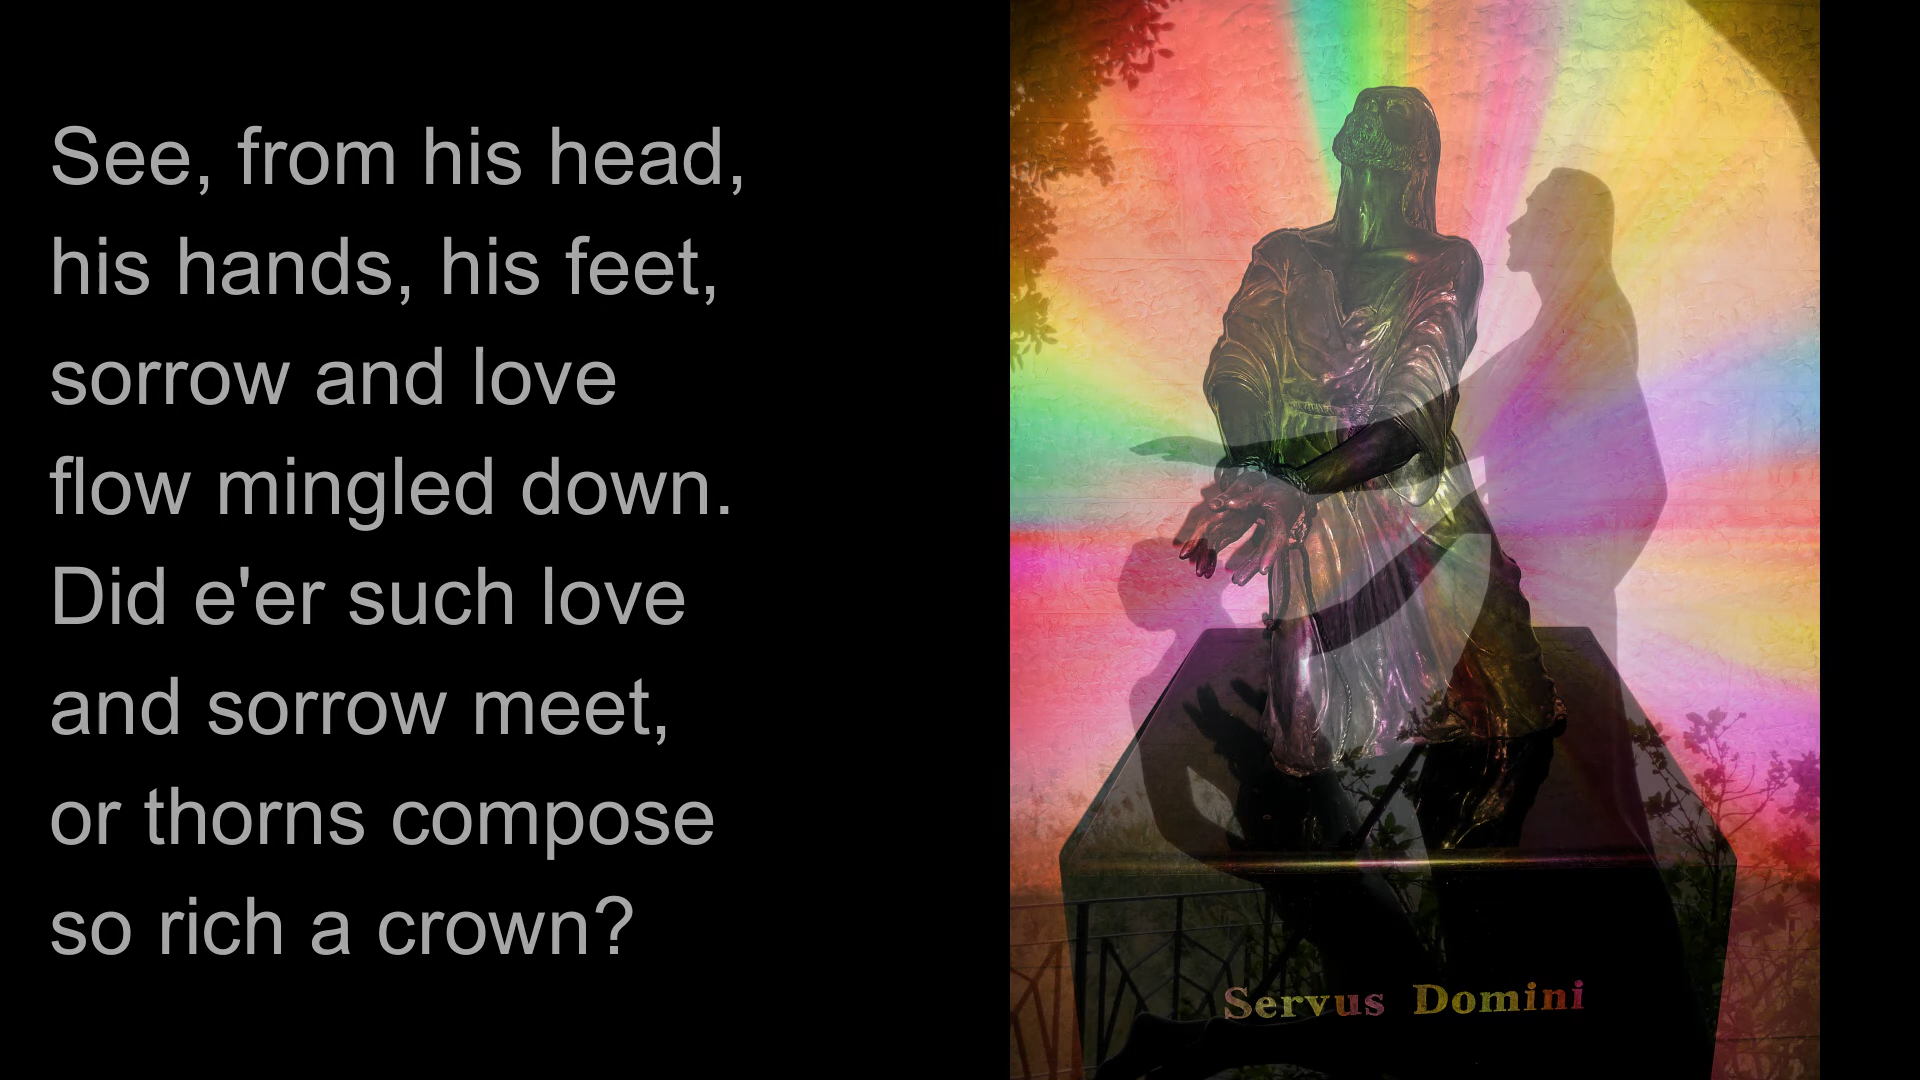 See, from his head,
his hands, his feet,
sorrow and love
flow mingled down.
Did e'er such love
and sorrow meet,
or thorns compose
so rich a crown?
Servus Domini